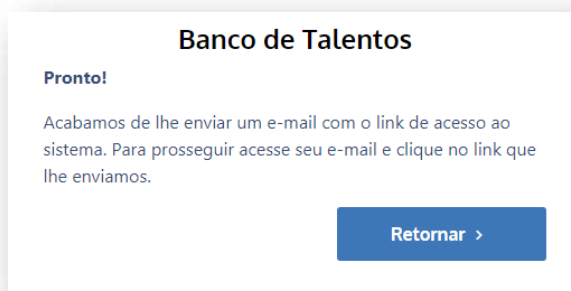 Banco de Talentos
Pronto!
Acabamos de lhe enviar um e-mail com o link de acesso ao
sistema. Para prosseguir acesse seu e-mail e clique no link que
lhe enviamos.
Retornar >